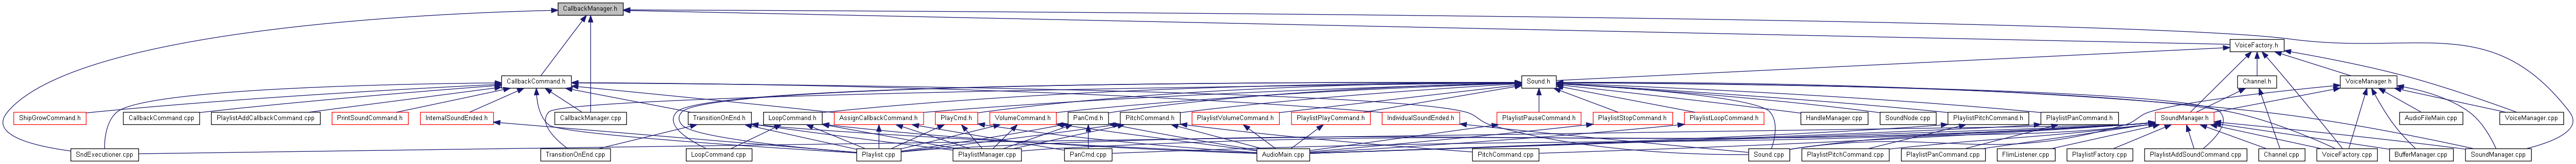 CallbackManager.h
VoiceFactory.h
CallbackCommand.h
Sound.h
Channel.h
VoiceManager.h
ShipGrowCommand.h
CallbackCommand.cpp
PlaylistAddCallbackCommand.cpp
PrintSoundCommand.h
InternalSoundEnded.h
CallbackManager.cpp
TransitionOnEnd.h
LoopCommand.h
AssignCallbackCommand.h
PlayCmd.h
VolumeCommand.h
PanCmd.h
PitchCommand.h
PlaylistVolumeCommand.h
PlaylistPlayCommand.h
IndividualSoundEnded.h
PlaylistPauseCommand.h
PlaylistStopCommand.h
PlaylistLoopCommand.h
HandleManager.cpp
SoundNode.cpp
PlaylistPitchCommand.h
PlaylistPanCommand.h
SoundManager.h
AudioFileMain.cpp
VoiceManager.cpp
SndExecutioner.cpp
TransitionOnEnd.cpp
LoopCommand.cpp
Playlist.cpp
PlaylistManager.cpp
PanCmd.cpp
AudioMain.cpp
PitchCommand.cpp
Sound.cpp
PlaylistPitchCommand.cpp
PlaylistPanCommand.cpp
FlimListener.cpp
PlaylistFactory.cpp
PlaylistAddSoundCommand.cpp
Channel.cpp
VoiceFactory.cpp
BufferManager.cpp
SoundManager.cpp